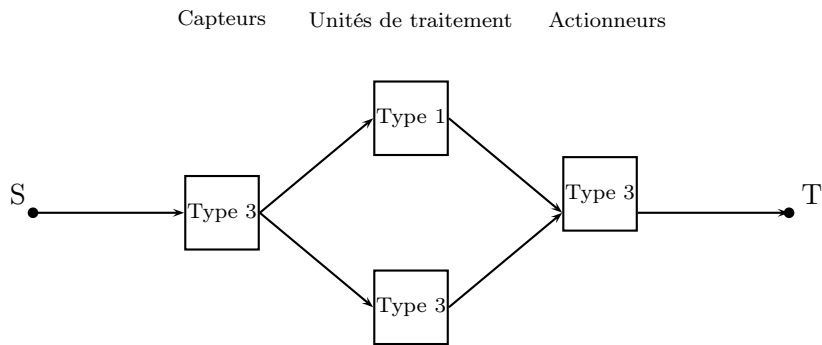 Capteurs
Unités de traitement
Actionneurs
Type 1
S
Type 3
Type 3
T
Type 3